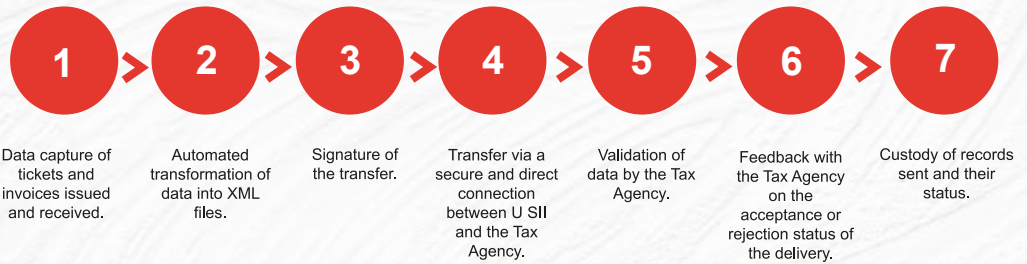 1
2
3
4
5
6
7
Data capture of
tickets and
invoices issued
and received.
Automated
transformation of
data into XML
files.
Signature of
the transfer.
Transfer via a
secure and direct
connection
between U SII
and the Tax
Agency.
Validation of
data by the Tax
Agency.
Feedback with
the Tax Agency
on the
acceptance or
rejection status of
the delivery.
Custody of records
sent and their
status.